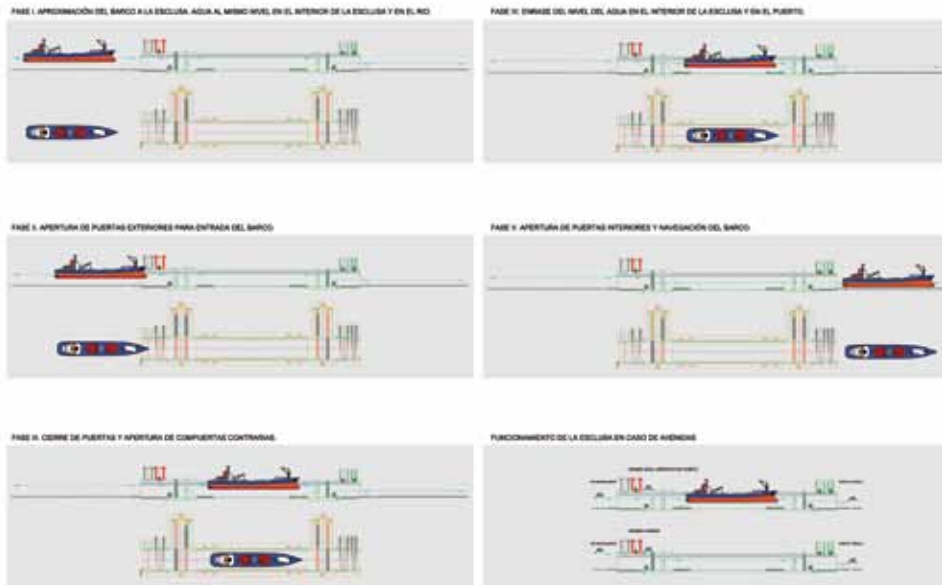 FASE I. APROXIMACIÓN DEL BARCO A LA ESCLUSA. AGUA AL MISMO NIVEL EN EL INTERIOR DE LA ESCLUSA Y EN EL RIO.
FASE II. APERTURA DE PUERTAS EXTERIORES PARA ENTRADA DEL BARCO.
FASE III. CIERRE DE PUERTAS Y APERTURA DE COMPUERTAS CONTRARIAS.
FASE IV. ENRASE DEL NIVEL DEL AGUA EN EL INTERIOR DE LA ESCLUSA Y EN EL PUERTO.
FASE V. APERTURA DE PUERTAS INTERIORES Y NAVEGACIÓN DEL BARCO.
FUNCIONAMIENTO DE LA ESCLUSA EN CASO DE AVENIDAS